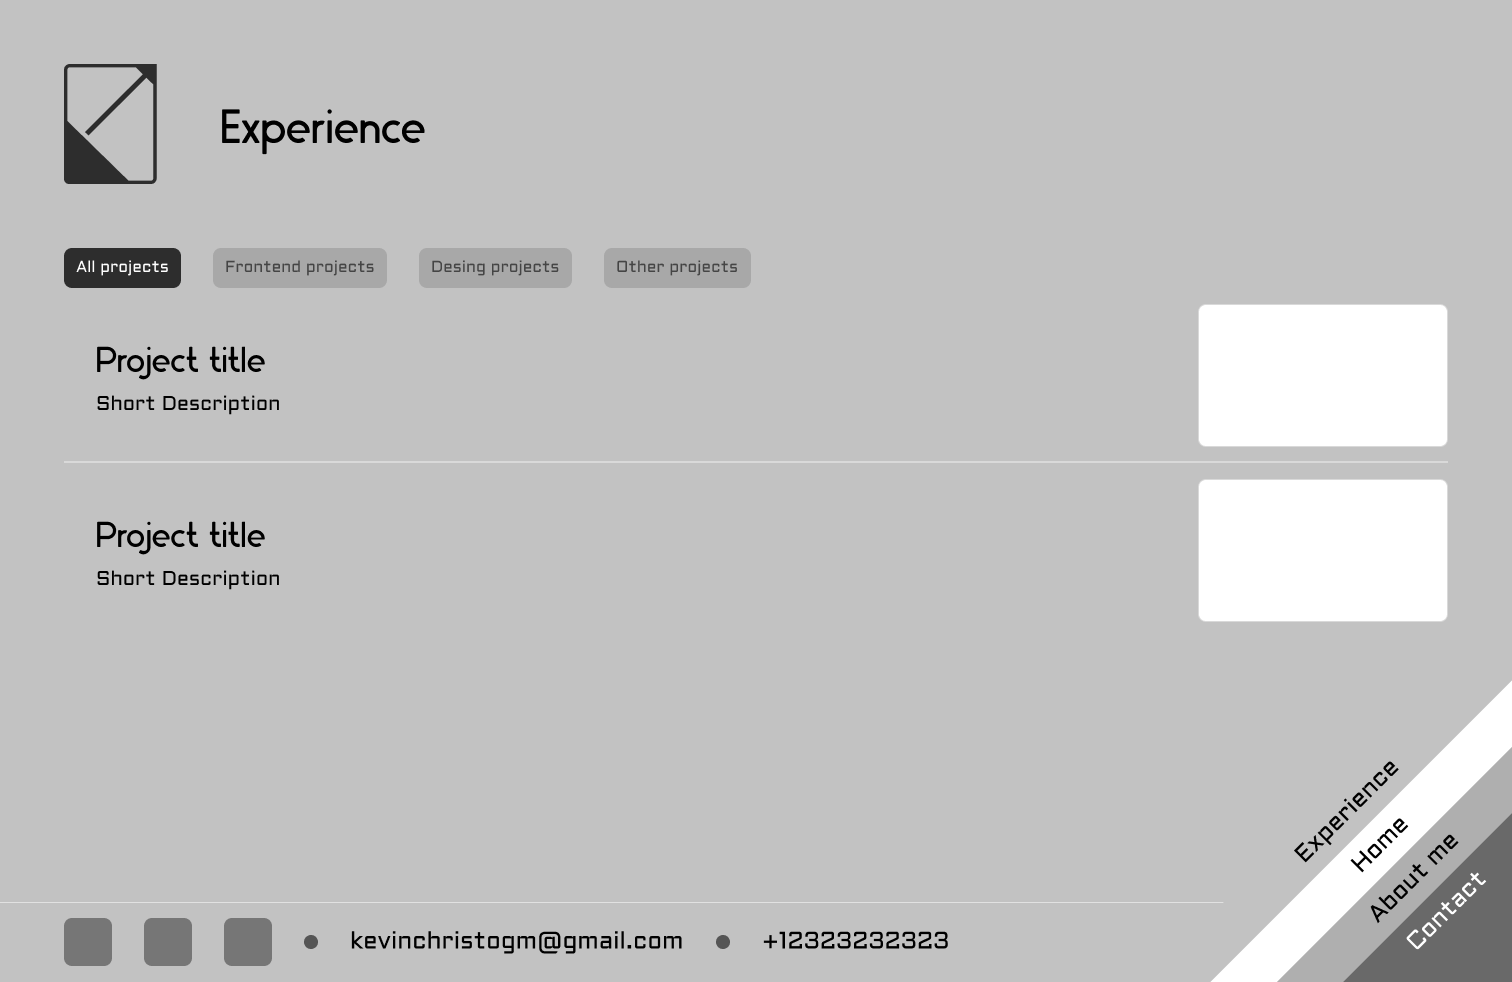 Experience
All projects
Frontend projects
Desing projects
Other projects
Project title
Short Description
Project title
Short Description
Experience
Home
About me
Contact
kevinchristogm@gmail.com
+12323232323